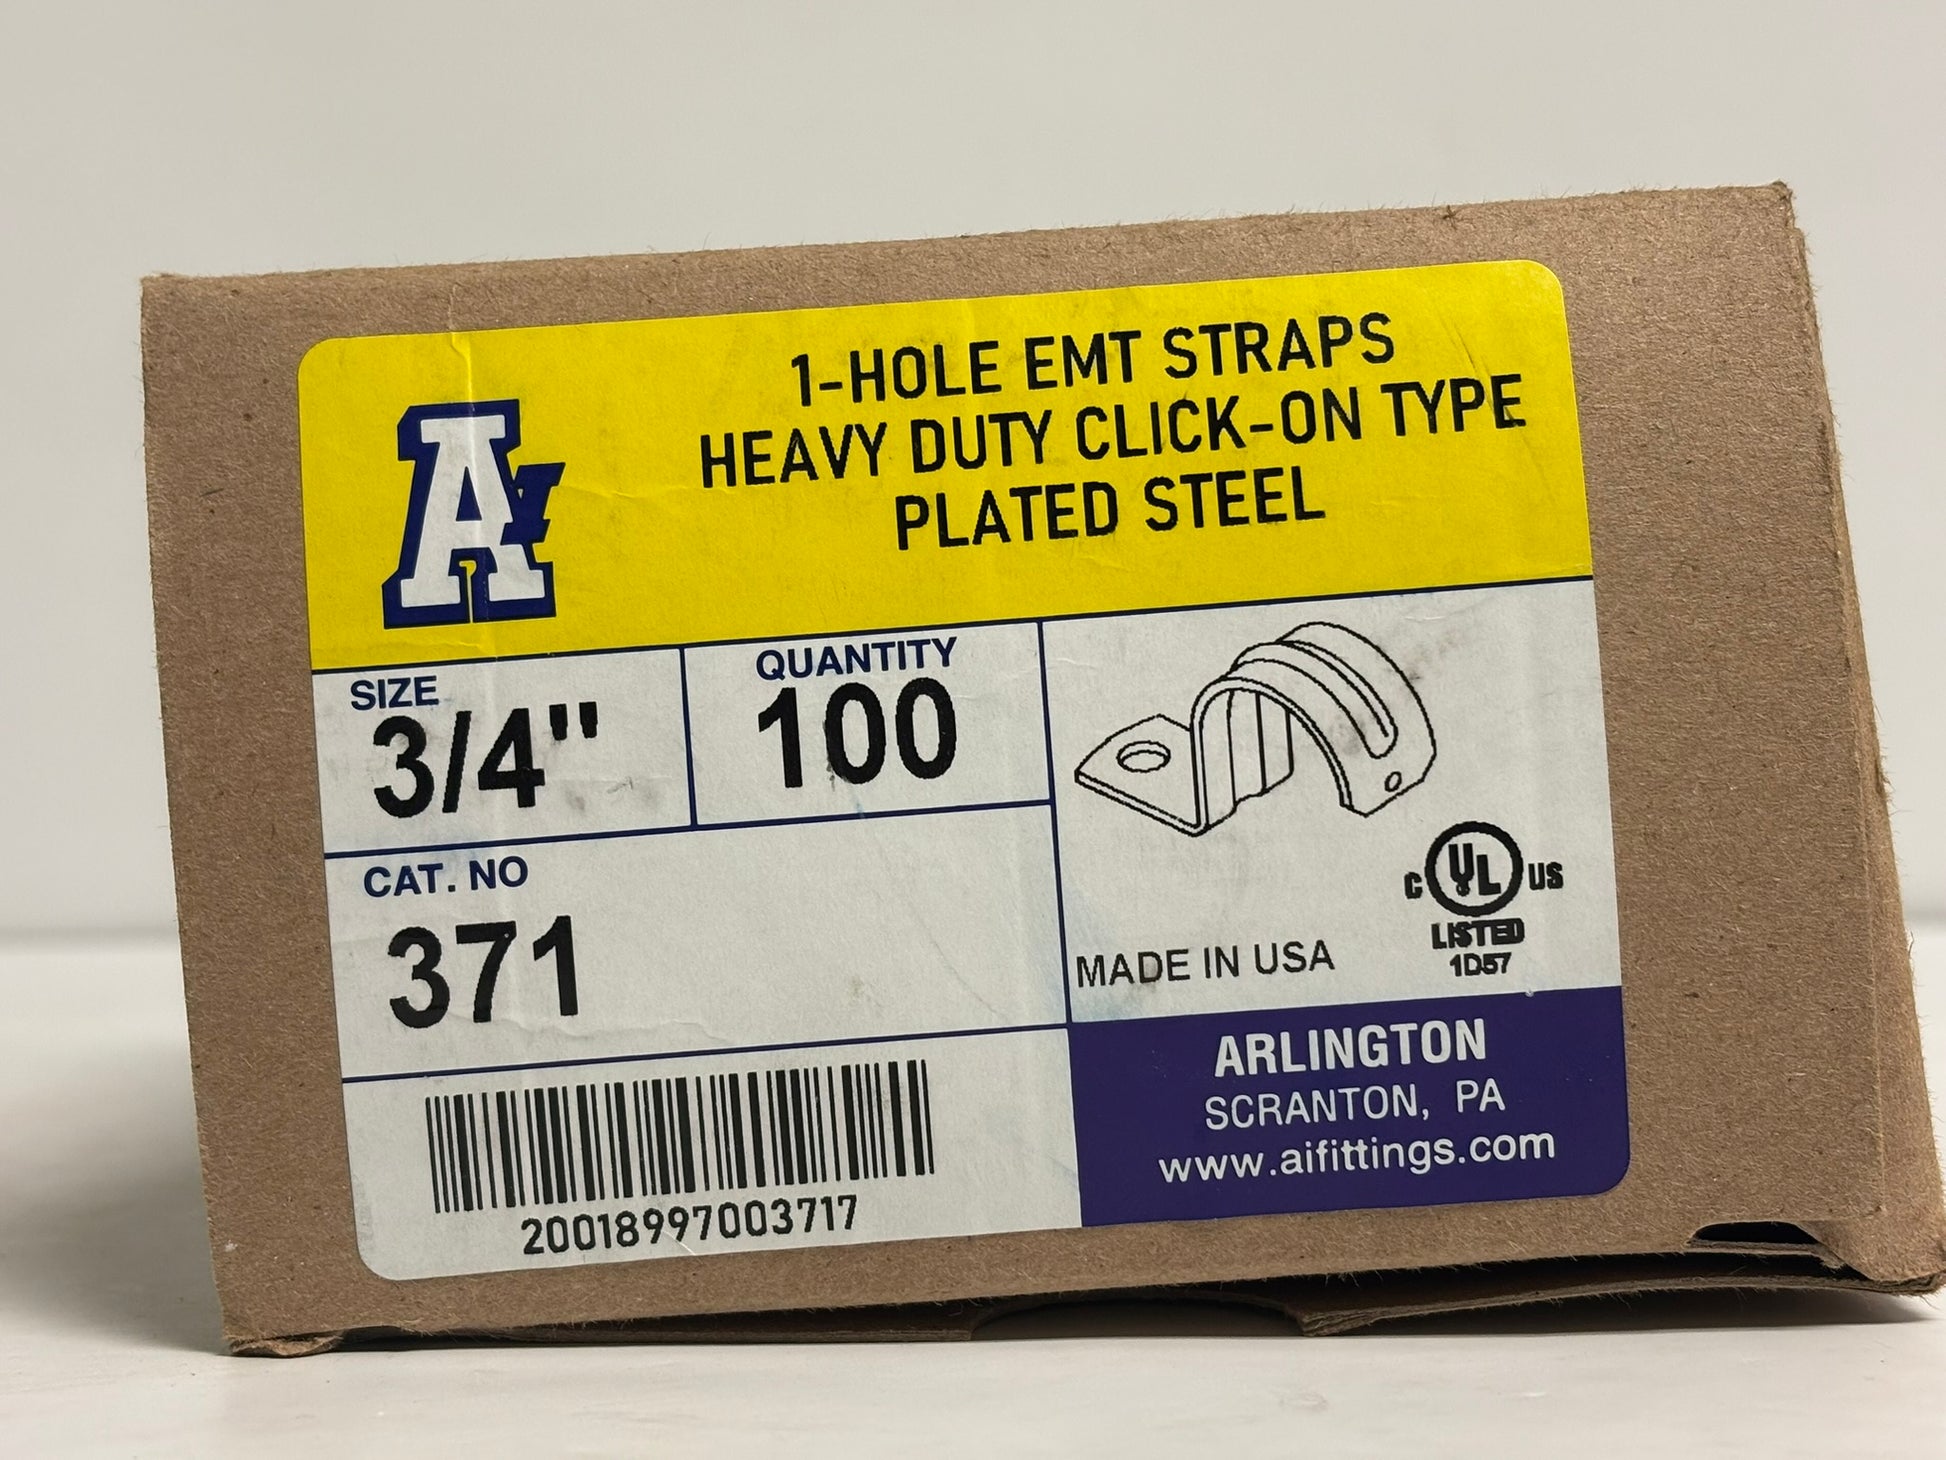 1-HOLE EMT STRAPS
HEAVY DUTY CLICK-ON TYPE
PLATED STEEL
SIZE
3/4"
QUANTITY
100
CAT. NO
371
C UL US
LISTED
1D57
MADE IN USA
20018997003717
ARLINGTON
SCRANTON, PA
www.aifittings.com